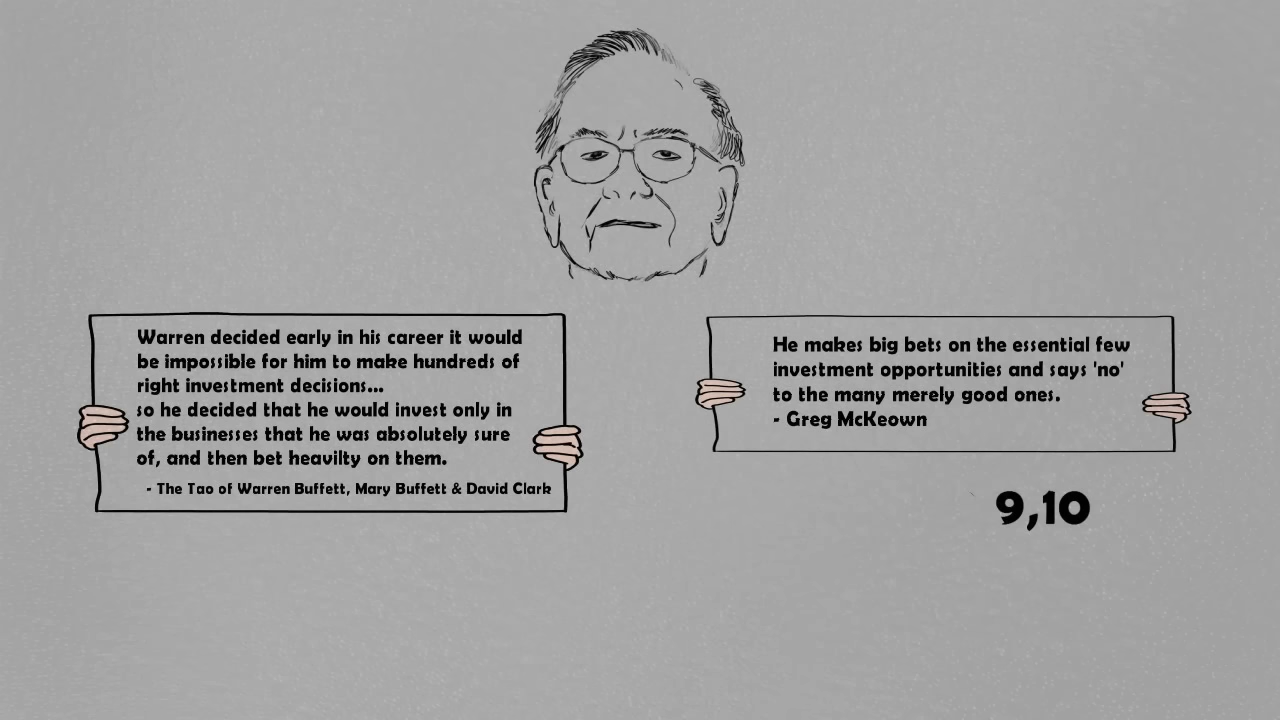 Warren decided early in his career it would
be impossible for him to make hundreds of
right investment decisions...
so he decided that he would invest only in
the businesses that he was absolutely sure
of, and then bet heavilty on them.
- The Tao of Warren Buffett, Mary Buffett & David Clark
He makes big bets on the essential few
investment opportunities and says 'no'
to the many merely good ones.
- Greg McKeown
9,10